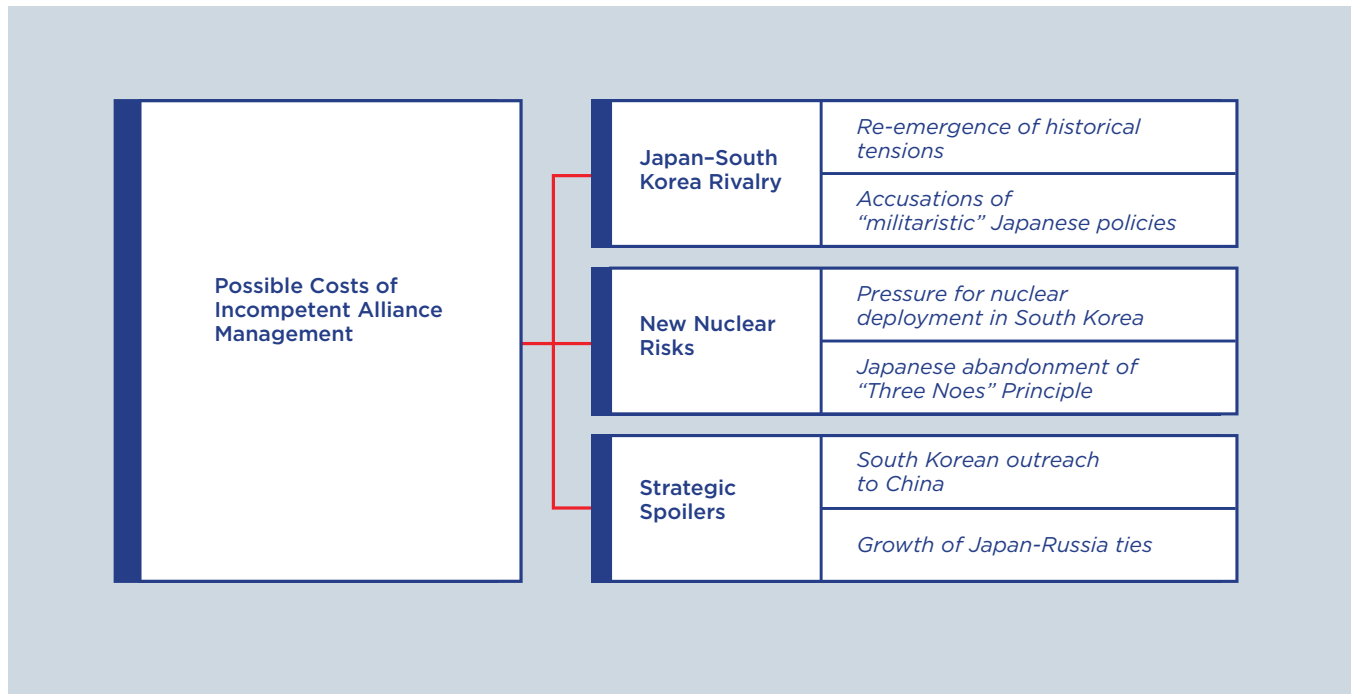 Possible Costs of
Incompetent Alliance
Management
Japan–South
Korea Rivalry
Re-emergence of historical
tensions
Accusations of
“militaristic” Japanese policies
New Nuclear
Risks
Pressure for nuclear
deployment in South Korea
Japanese abandonment of
“Three Noes” Principle
Strategic
Spoilers
South Korean outreach
to China
Growth of Japan-Russia ties